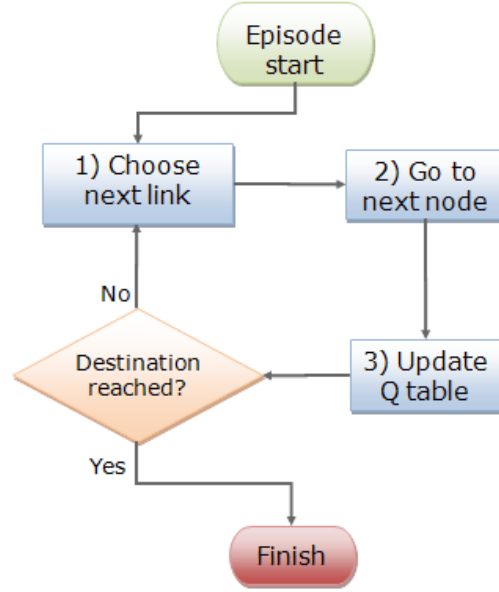 Episode
start
1) Choose
next link
2) Go to
next node
No
Destination
reached?
3) Update
Q table
Yes
Finish